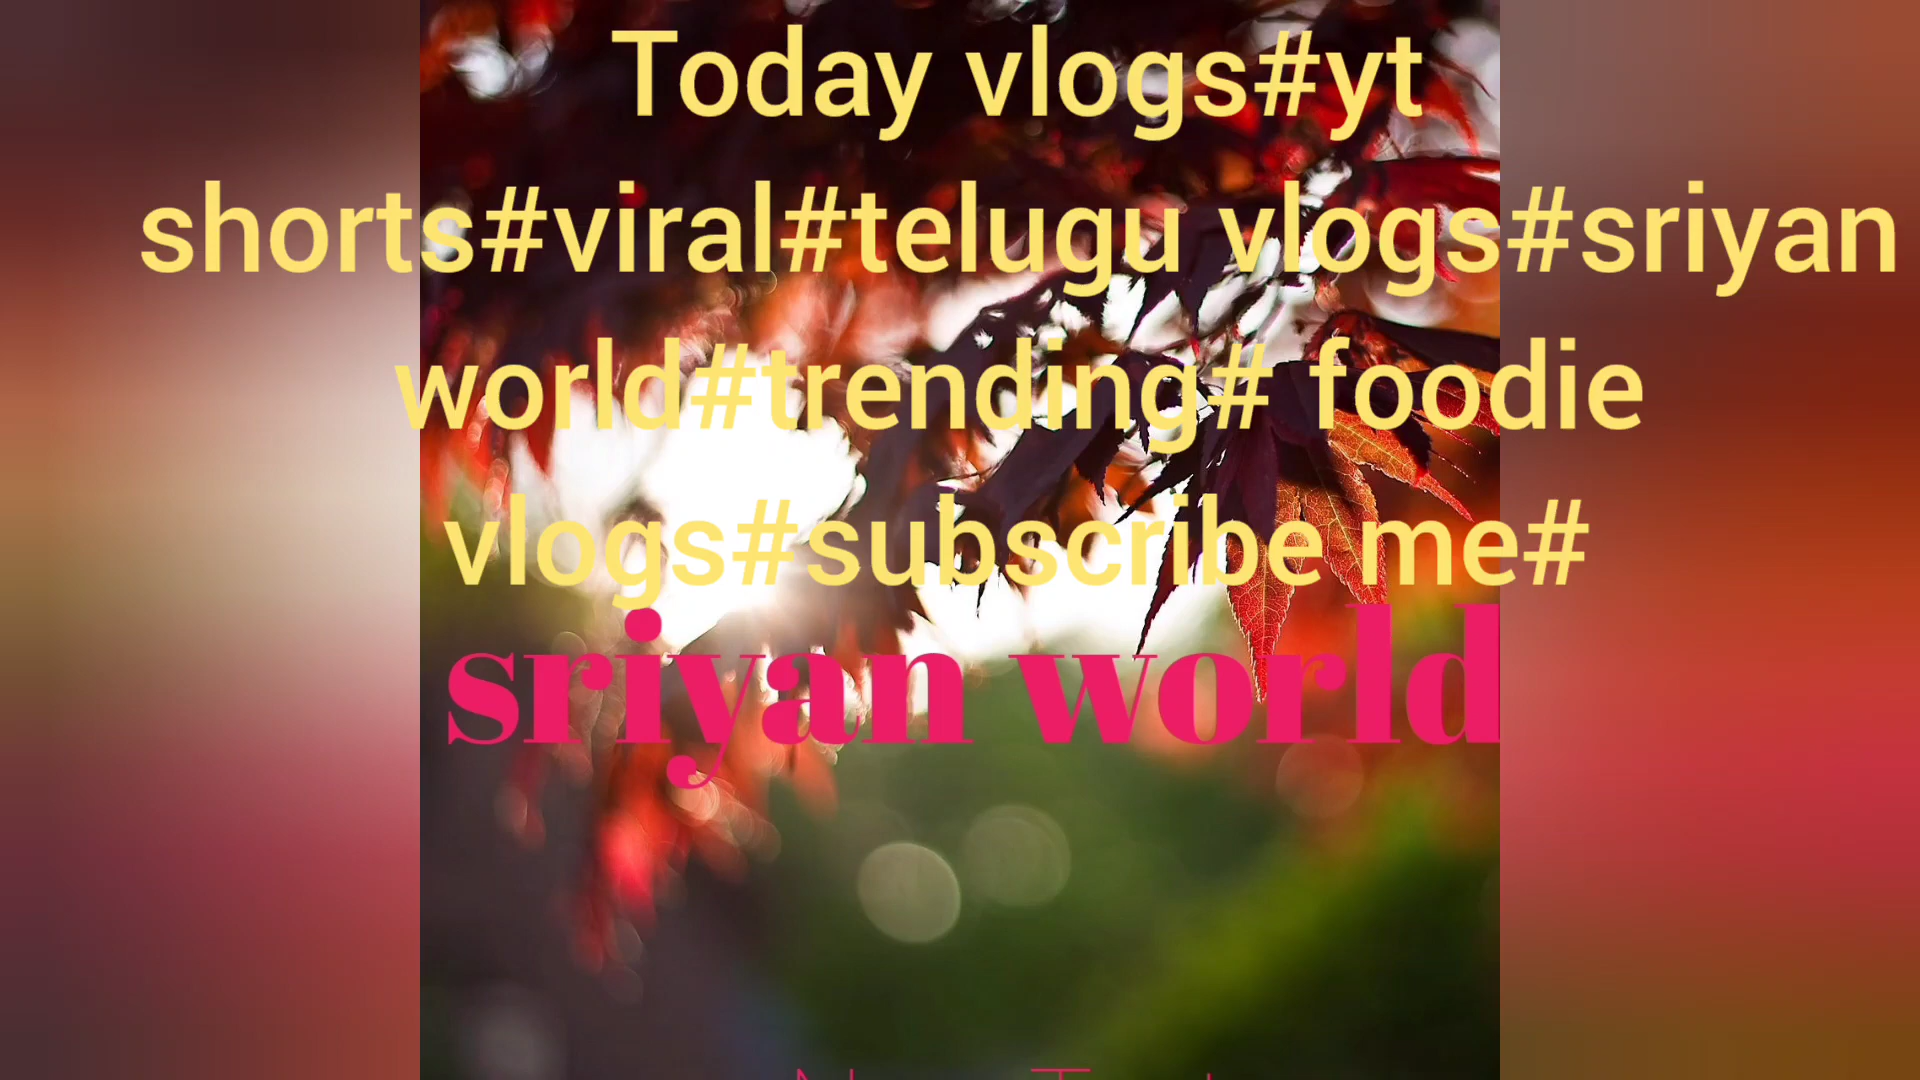 Today vlogs#yt
shorts#viral#telugu vlogs#sriyan
world#trending# foodie
vlogs#subscribe me#
sriyan world